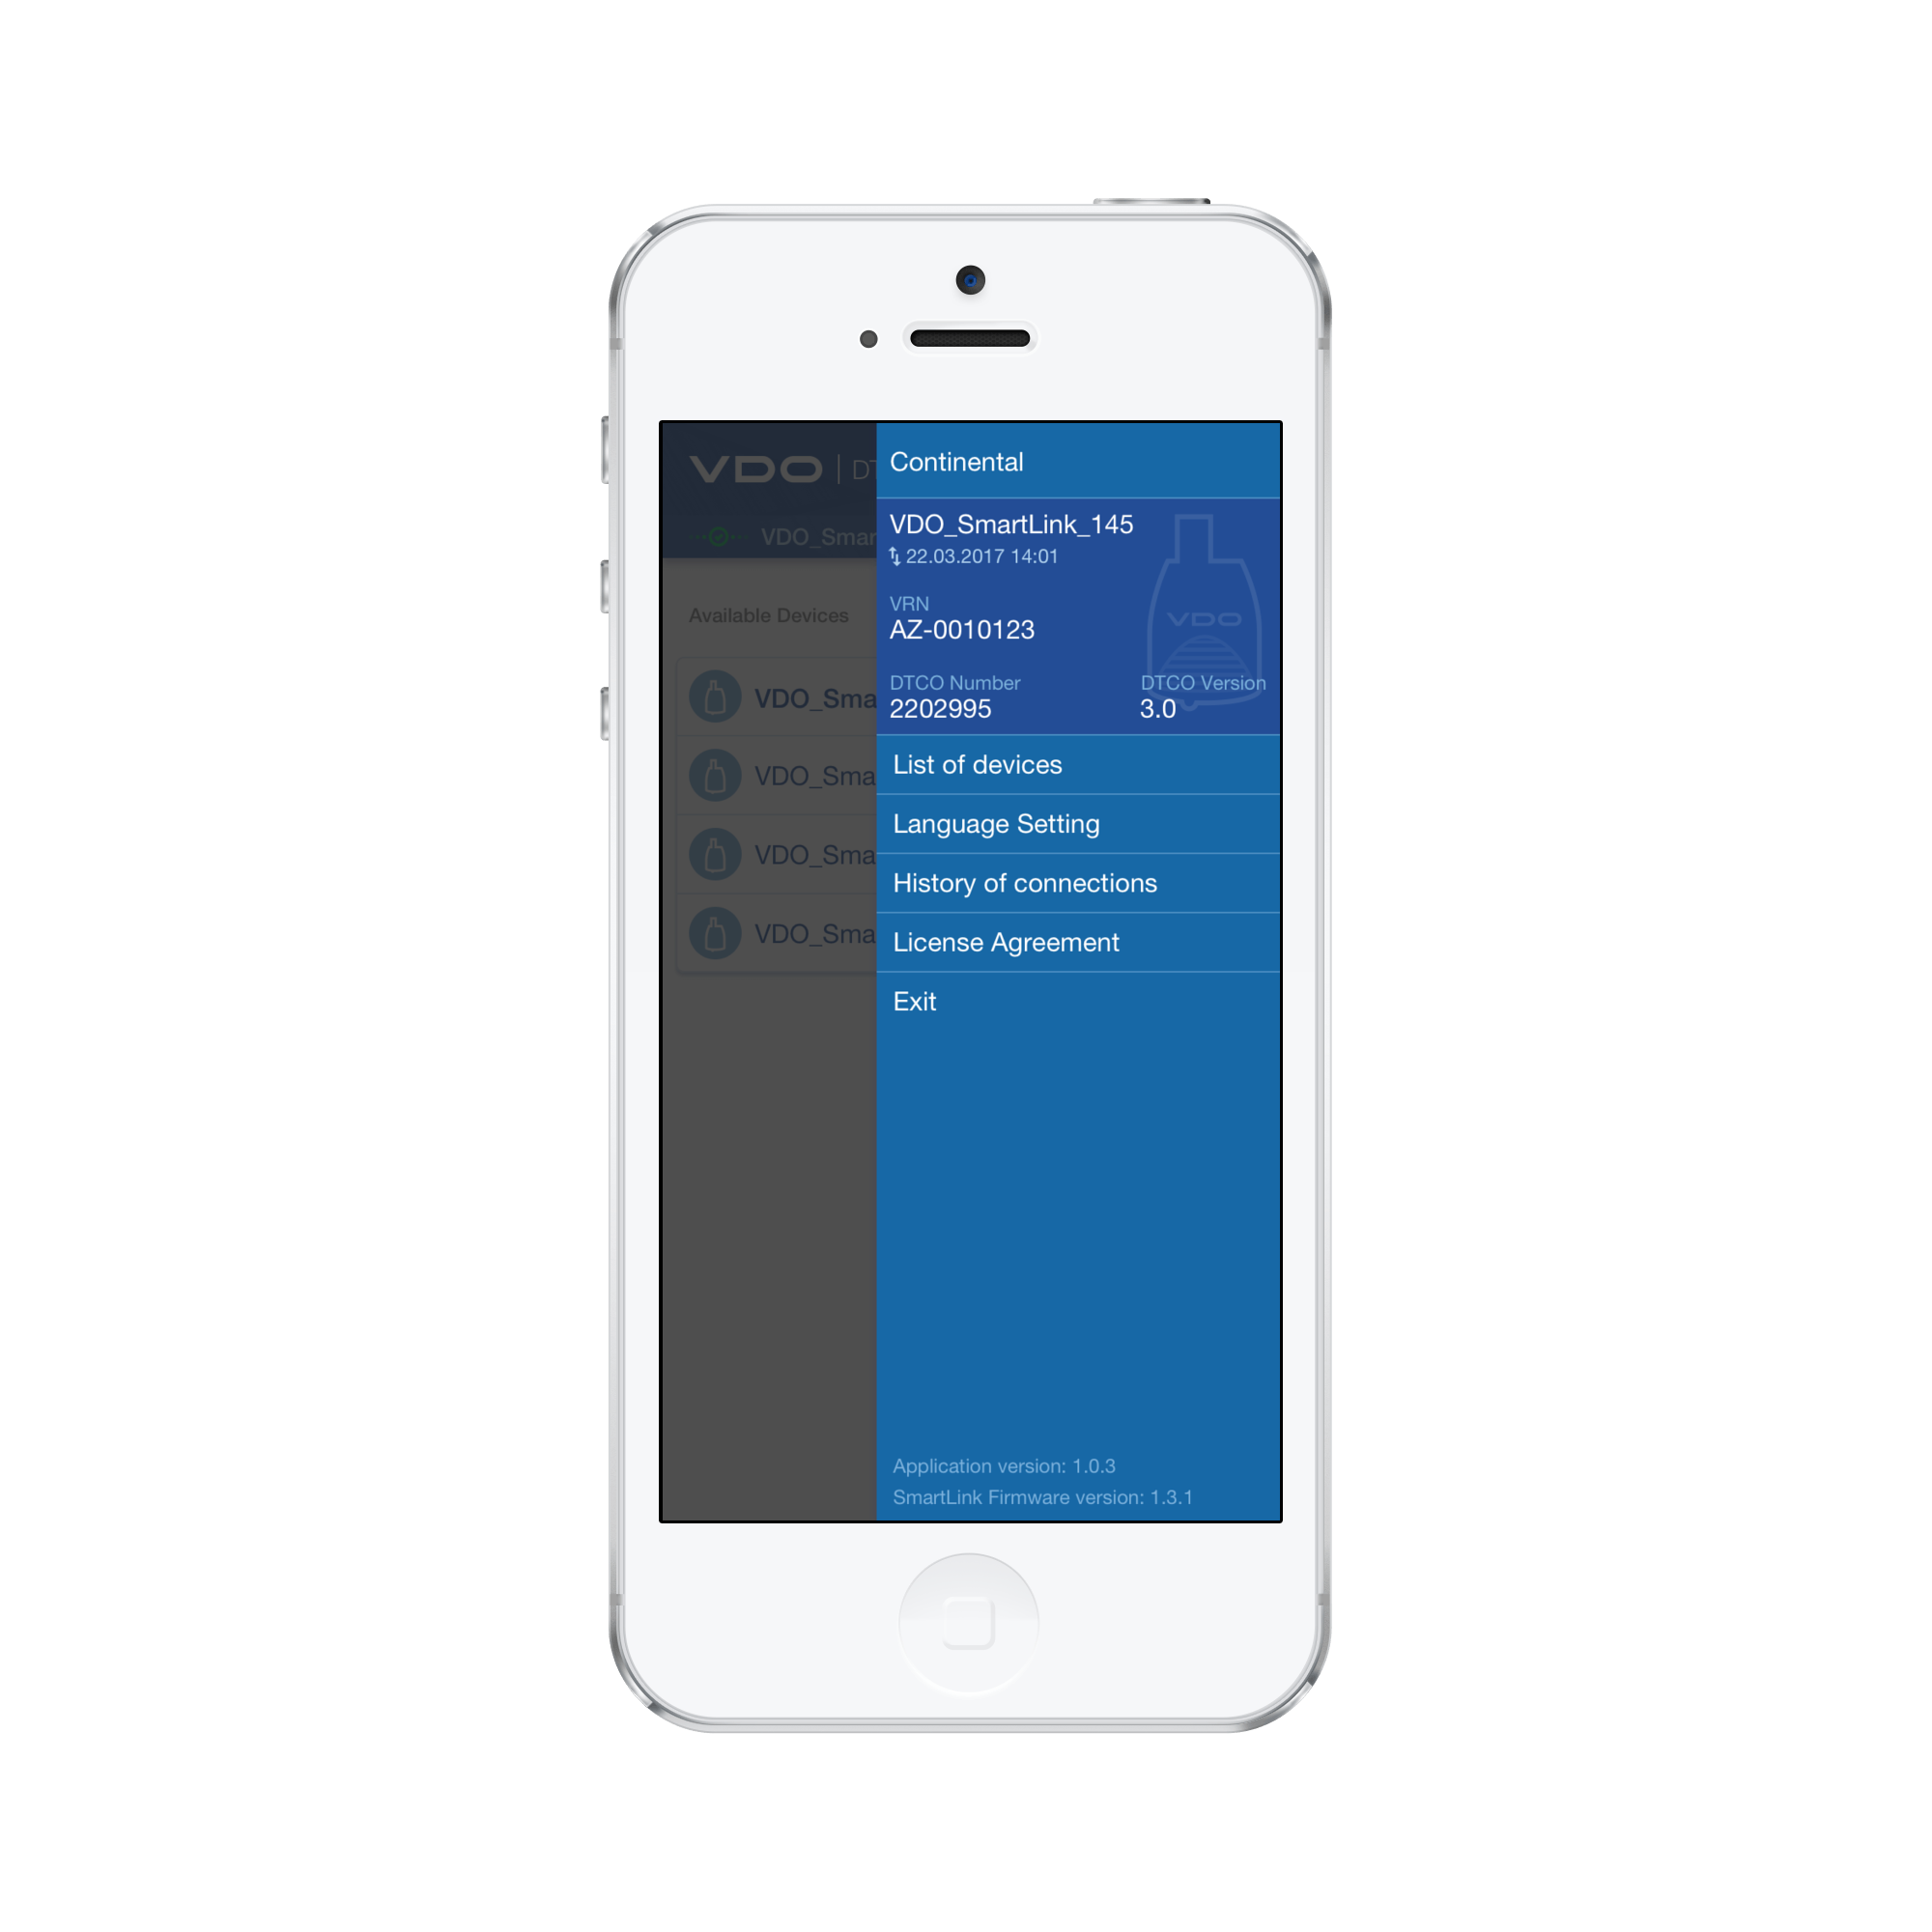 VDO | DT
VDO_Smar
Available Devices
VDO_Sma
VDO_Sma
VDO_Sma
VDO_Sma
Continental
VDO_SmartLink_145
22.03.2017 14:01
VRN
AZ-0010123
VDO
DTCO Number DTCO Version
2202995 3.0
List of devices
Language Setting
History of connections
License Agreement
Exit
Application version: 1.0.3
SmartLink Firmware version: 1.3.1